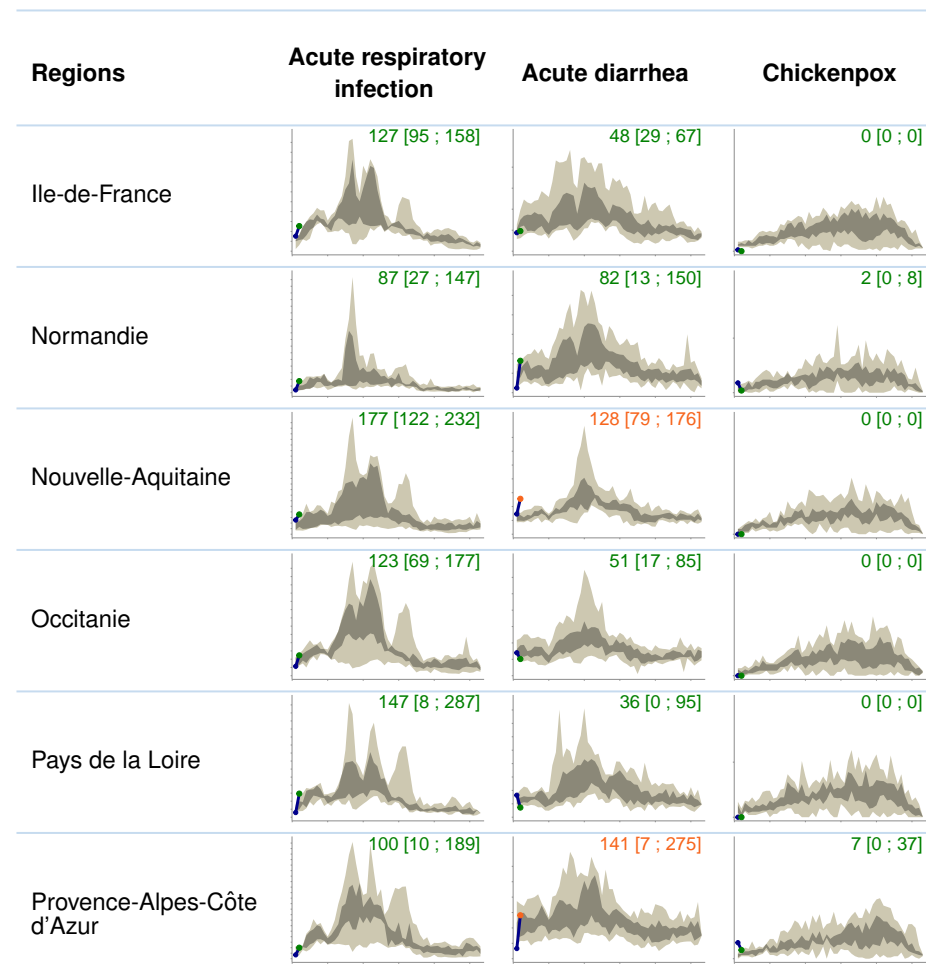 Regions
Acute respiratory
infection
Acute diarrhea
Chickenpox
Ile-de-France
127 [95 ; 158]
48 [29 ; 67]
0 [0 ; 0]
Normandie
87 [27 ; 147]
82 [13 ; 150]
2 [0 ; 8]
Nouvelle-Aquitaine
177 [122 ; 232]
128 [79 ; 176]
0 [0 ; 0]
Occitanie
123 [69 ; 177]
51 [17 ; 85]
0 [0 ; 0]
Pays de la Loire
147 [8 ; 287]
36 [0 ; 95]
0 [0 ; 0]
Provence-Alpes-Côte
d'Azur
100 [10 ; 189]
141 [7 ; 275]
7 [0 ; 37]